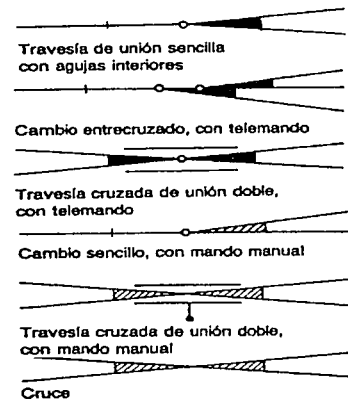 Travesía de unión sencilla
con agujas interiores
Cambio entrecruzado, con telemando
Travesía cruzada de unión doble,
con telemando
Cambio sencillo, con mando manual
Travesía cruzada de unión doble,
con mando manual
Cruce